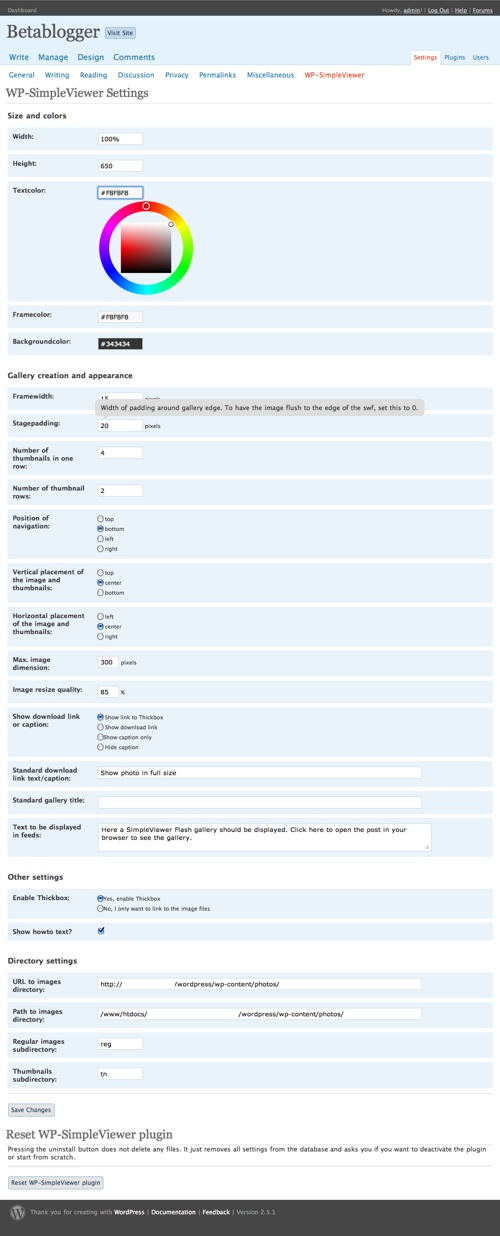 Dashboard
Howdy, admin! | Log Out | Help | Forums
Betablogger Visit Site
Write Manage Design Comments
Settings Plugins Users
General Writing Reading Discussion Privacy Permalinks Miscellaneous WP-SimpleViewer
WP-SimpleViewer Settings
Size and colors
Width: 100%
Height: 650
Textcolor: #F8F8F8
Framecolor: #F8F8F8
Backgroundcolor: #343434
Gallery creation and appearance
Framewidth: 15 pixels
Width of padding around gallery edge. To have the image flush to the edge of the swf, set this to 0.
Stagepadding: 20 pixels
Number of
thumbnails in one
row:
4
Number of thumbnail
rows:
2
Position of
navigation:
top
bottom
left
right
Vertical placement of
the image and
thumbnails:
top
center
bottom
Horizontal placement
of the image and
thumbnails:
left
center
right
Max. image
dimension:
300 pixels
Image resize quality: 85 %
Show download link
or caption:
Show link to Thickbox
Show download link
Show caption only
Hide caption
Standard download
link text/caption:
Show photo in full size
Standard gallery title:
Text to be displayed
in feeds:
Here a SimpleViewer Flash gallery should be displayed. Click here to open the post in your
browser to see the gallery.
Other settings
Enable Thickbox:
Yes, enable Thickbox
No, I only want to link to the image files
Show howto text?
Directory settings
URL to images
directory:
http:// /wordpress/wp-content/photos/
Path to images
directory:
/www/htdocs/ /wordpress/wp-content/photos/
Regular images
subdirectory:
reg
Thumbnails
subdirectory:
tn
Save Changes
Reset WP-SimpleViewer plugin
Pressing the uninstall button does not delete any files. It just removes all settings from the database and asks you if you want to deactivate the plugin
or start from scratch.
Reset WP-SimpleViewer plugin
Thank you for creating with WordPress | Documentation | Feedback | Version 2.5.1